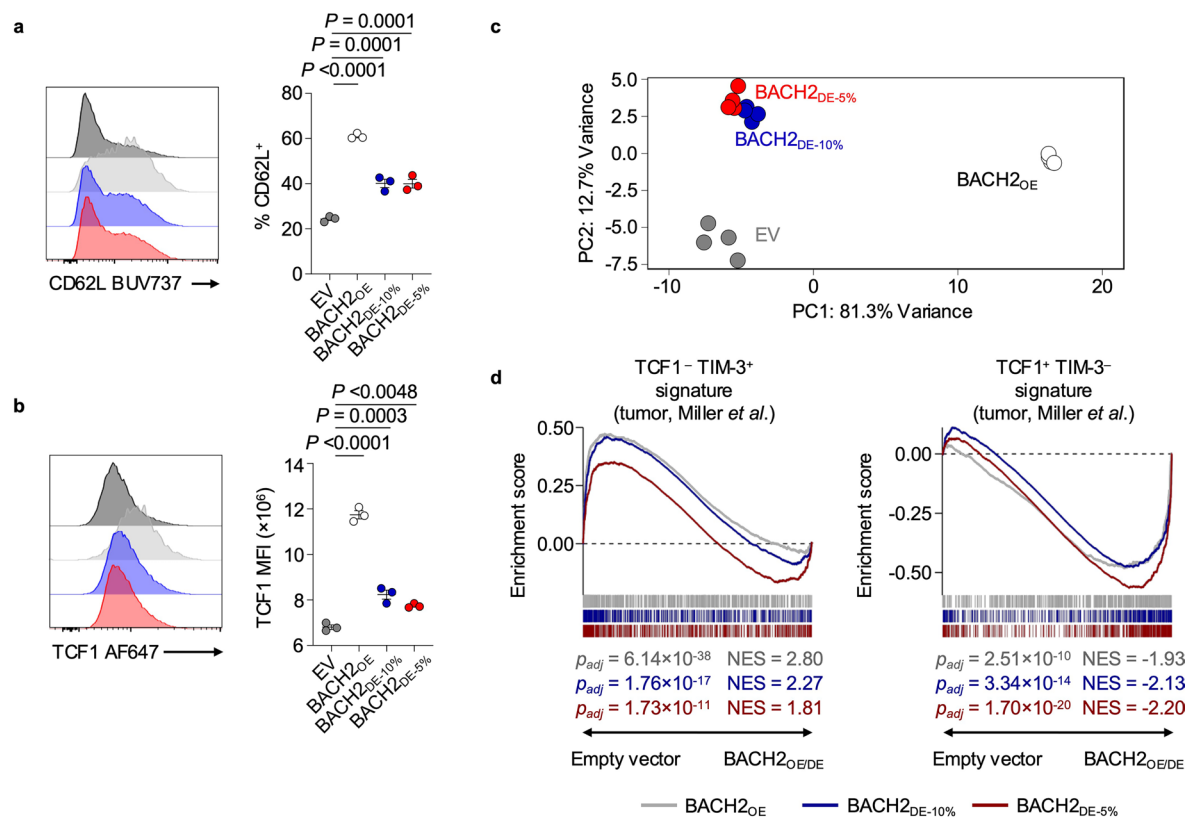 a
P = 0.0001
P = 0.0001
P <0.0001
80
60
40
20
0
% CD62L⁺
CD62L BUV737
EV
BACH2OE
BACH2DE-10%
BACH2DE-5%
b
P <0.0048
P = 0.0003
P <0.0001
14
12
10
8
6
TCF1 MFI (×10⁶)
TCF1 AF647
EV
BACH2OE
BACH2DE-10%
BACH2DE-5%
c
5.0
2.5
0.0
-2.5
-5.0
-7.5
PC2: 12.7% Variance
BACH2DE-5%
BACH2DE-10%
BACH2OE
EV
-10
0
10
20
PC1: 81.3% Variance
d
TCF1⁻ TIM-3⁺
signature
(tumor, Miller et al.)
0.50
0.25
0.00
Enrichment score
padj = 6.14×10⁻³⁸ NES = 2.80
padj = 1.76×10⁻¹⁷ NES = 2.27
padj = 1.73×10⁻¹¹ NES = 1.81
Empty vector
BACH2OE/DE
TCF1⁺ TIM-3⁻
signature
(tumor, Miller et al.)
0.00
-0.25
-0.50
Enrichment score
padj = 2.51×10⁻¹⁰ NES = -1.93
padj = 3.34×10⁻¹⁴ NES = -2.13
padj = 1.70×10⁻²⁰ NES = -2.20
Empty vector
BACH2OE/DE
BACH2OE
BACH2DE-10%
BACH2DE-5%